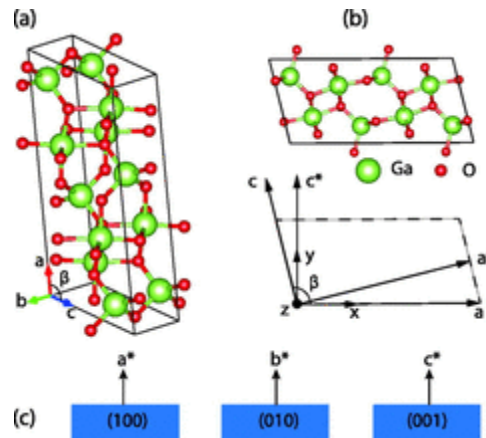 (a)
(b)
Ga
O
c
c*
a
β
b
c
y
a
β
z
x
a
a*
b*
c*
(c)
(100)
(010)
(001)